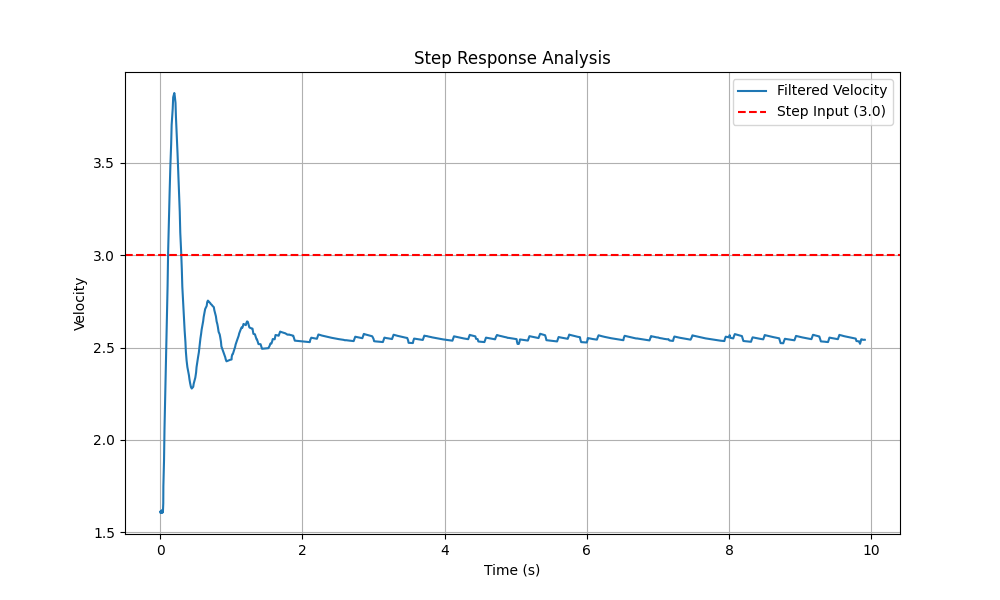 Step Response Analysis
Filtered Velocity
Step Input (3.0)
Velocity
3.5
3.0
2.5
2.0
1.5
0
2
4
6
8
10
Time (s)